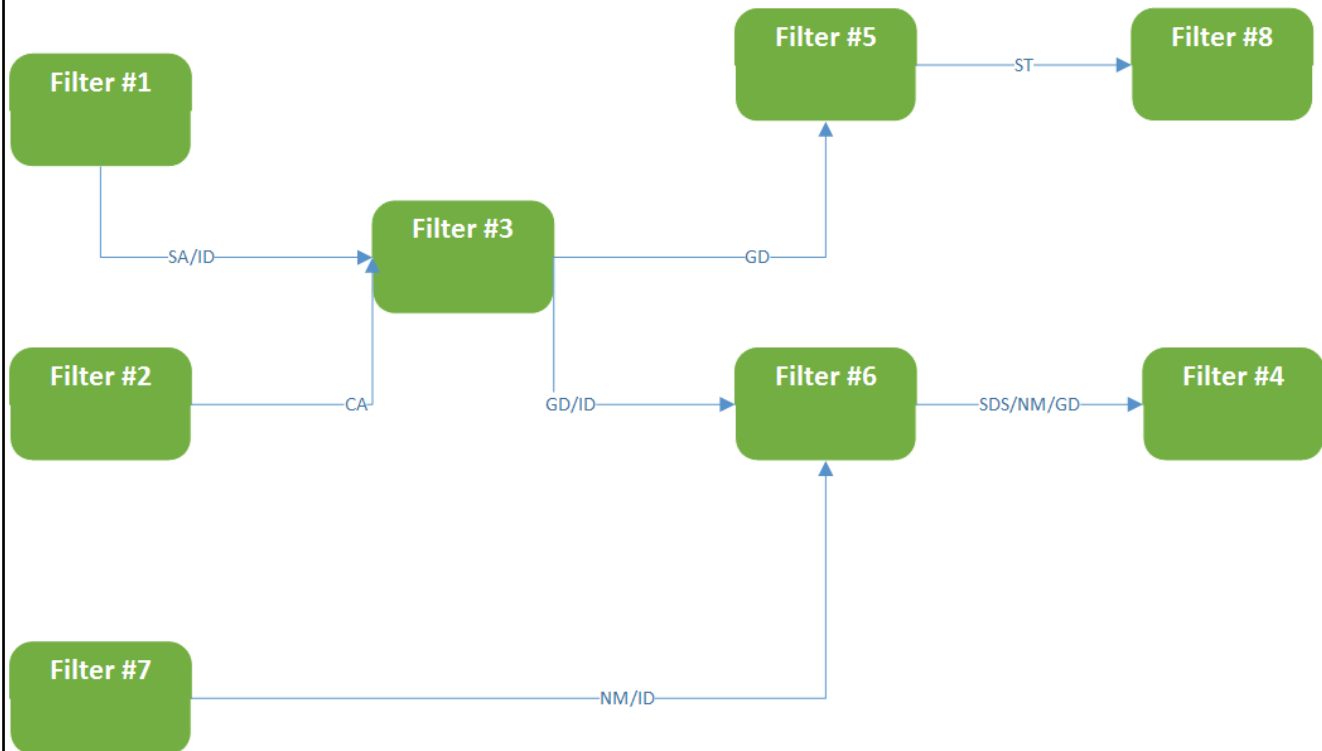 Filter #5
Filter #8
ST
Filter #1
Filter #3
SA/ID
GD
Filter #2
Filter #6
Filter #4
CA
GD/ID
SDS/NM/GD
Filter #7
NM/ID